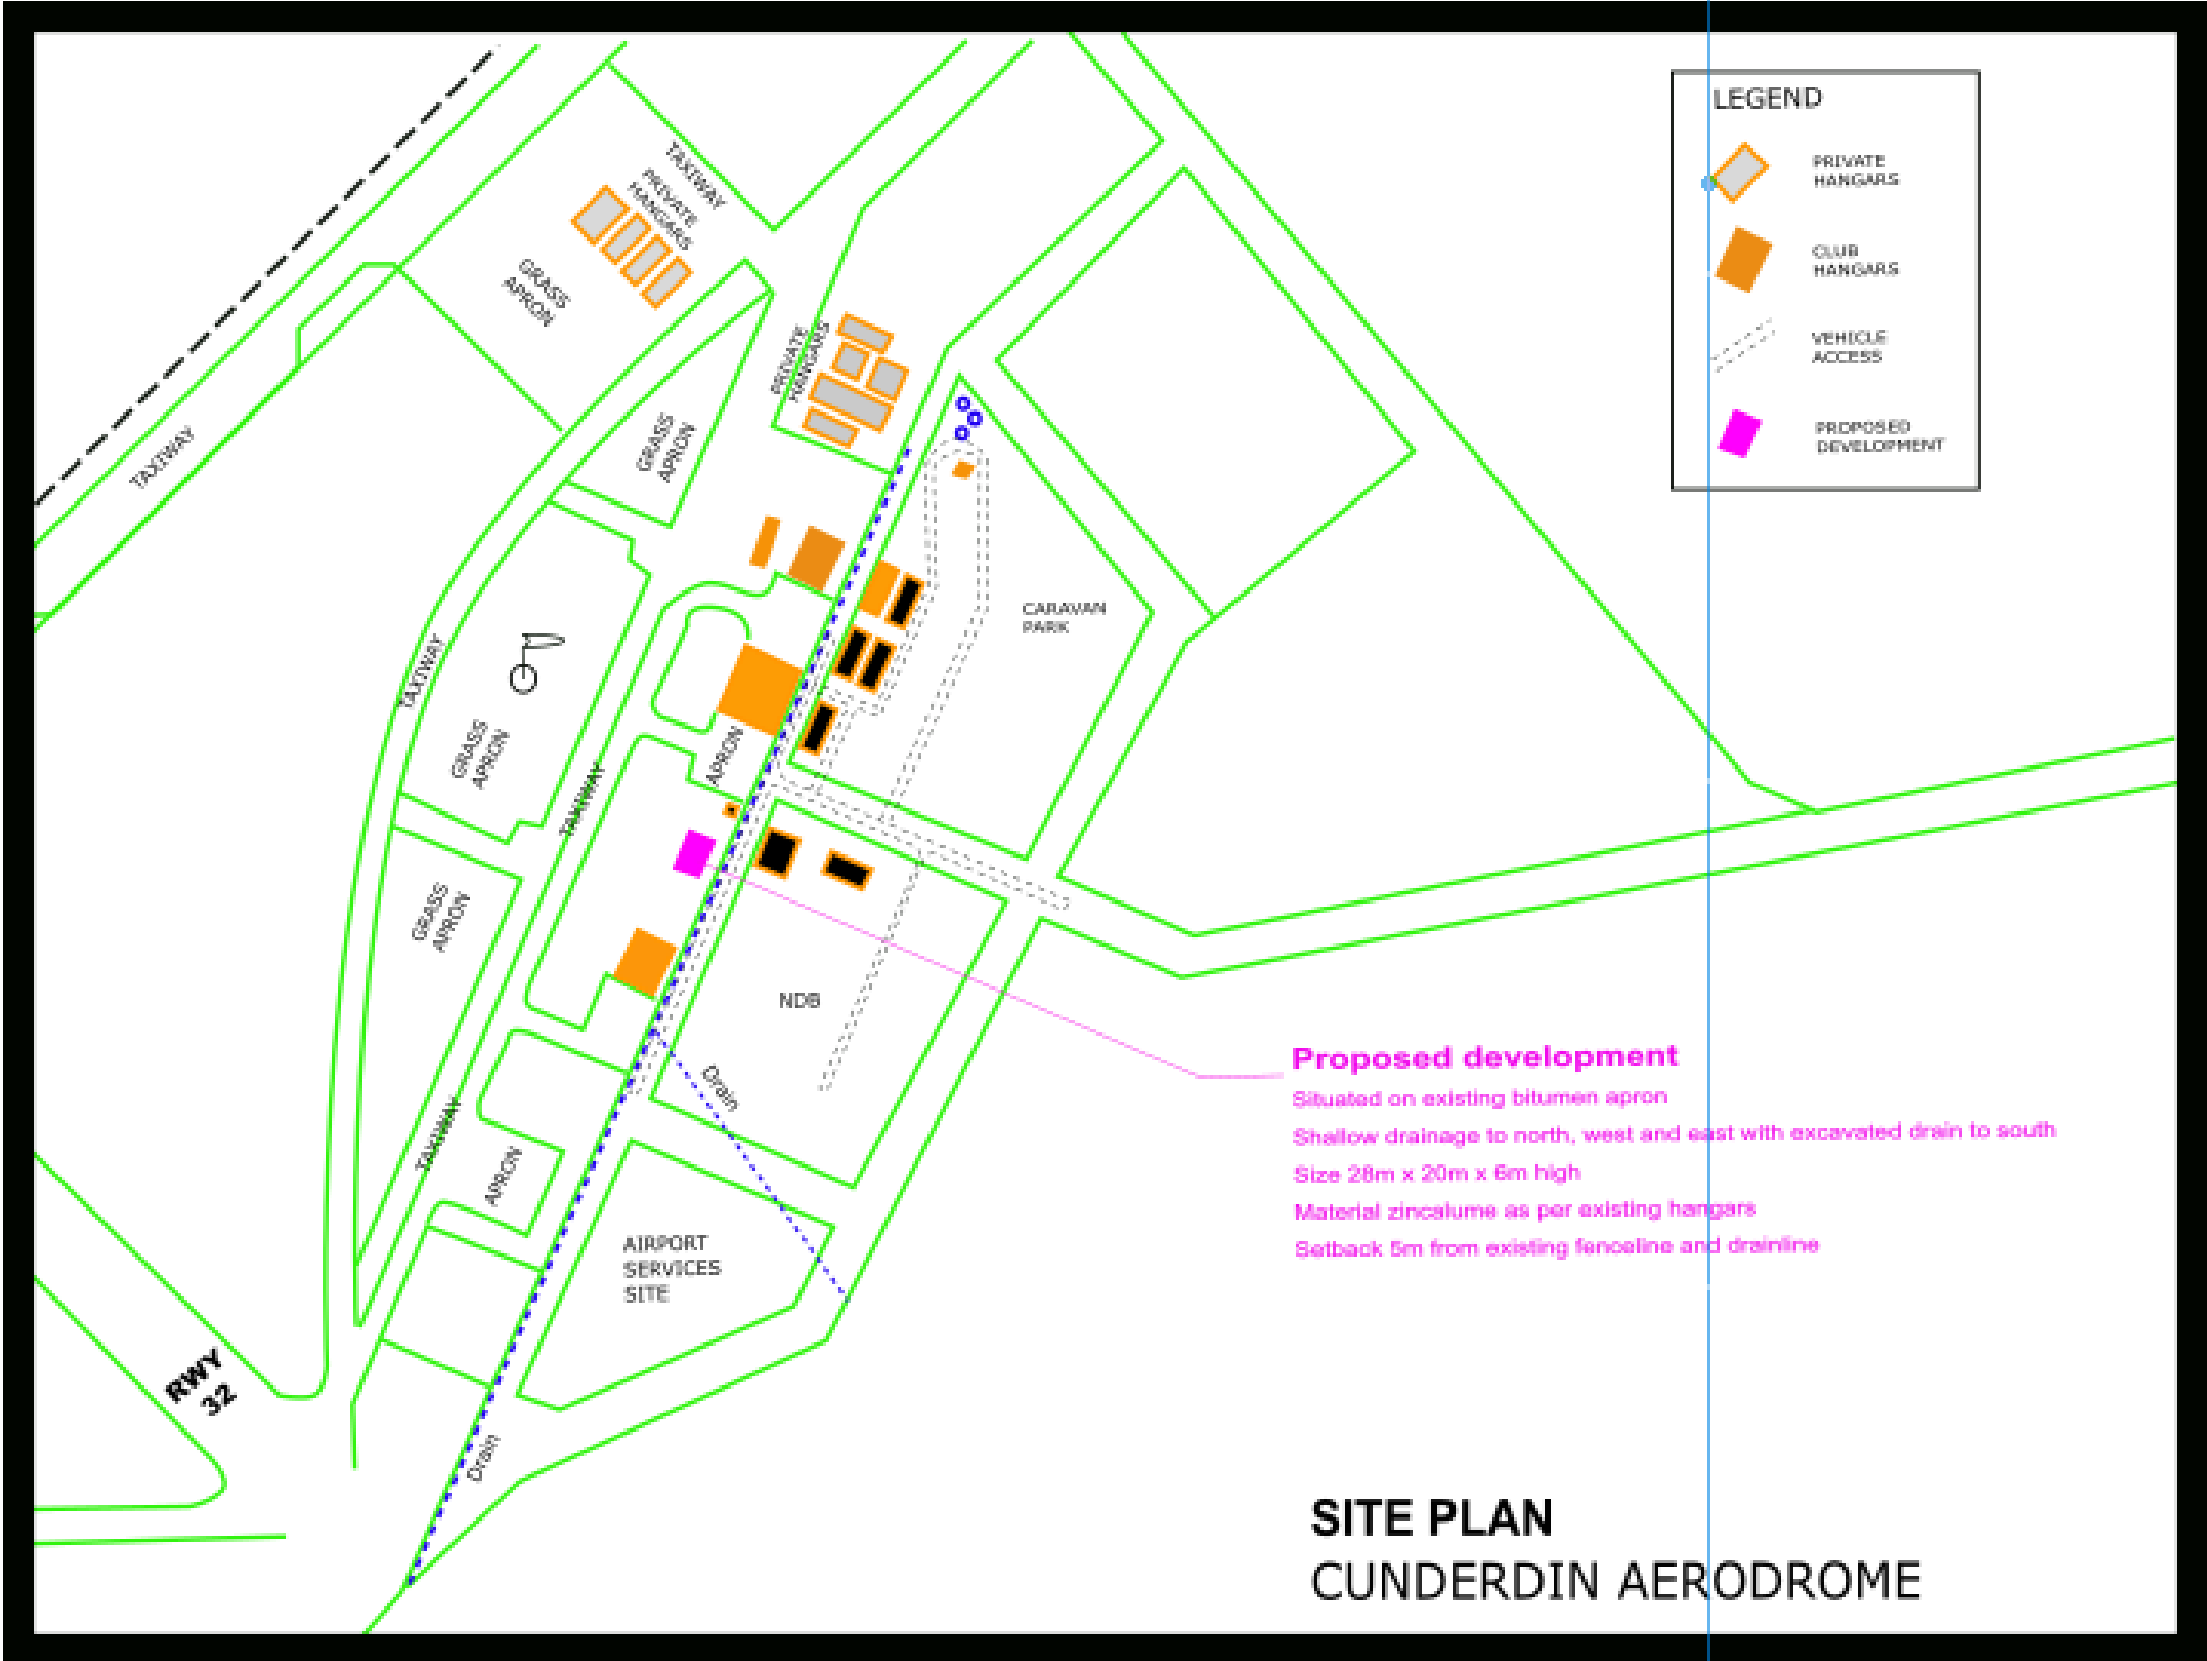 LEGEND
PRIVATE
HANGARS
CLUB
HANGARS
VEHICLE
ACCESS
PROPOSED
DEVELOPMENT
TAXIWAY
PRIVATE
HANGARS
GRASS
APRON
PRIVATE
HANGARS
GRASS
APRON
TAXIWAY
CARAVAN
PARK
TAXIWAY
GRASS
APRON
APRON
TAXIWAY
GRASS
APRON
NDB
Drain
Proposed development
Situated on existing bitumen apron
Shallow drainage to north, west and east with excavated drain to south
Size 28m x 20m x 6m high
Material zincalume as per existing hangars
Setback 5m from existing fenceline and drainline
TAXIWAY
APRON
AIRPORT
SERVICES
SITE
RWY
32
Drain
SITE PLAN
CUNDERDIN AERODROME